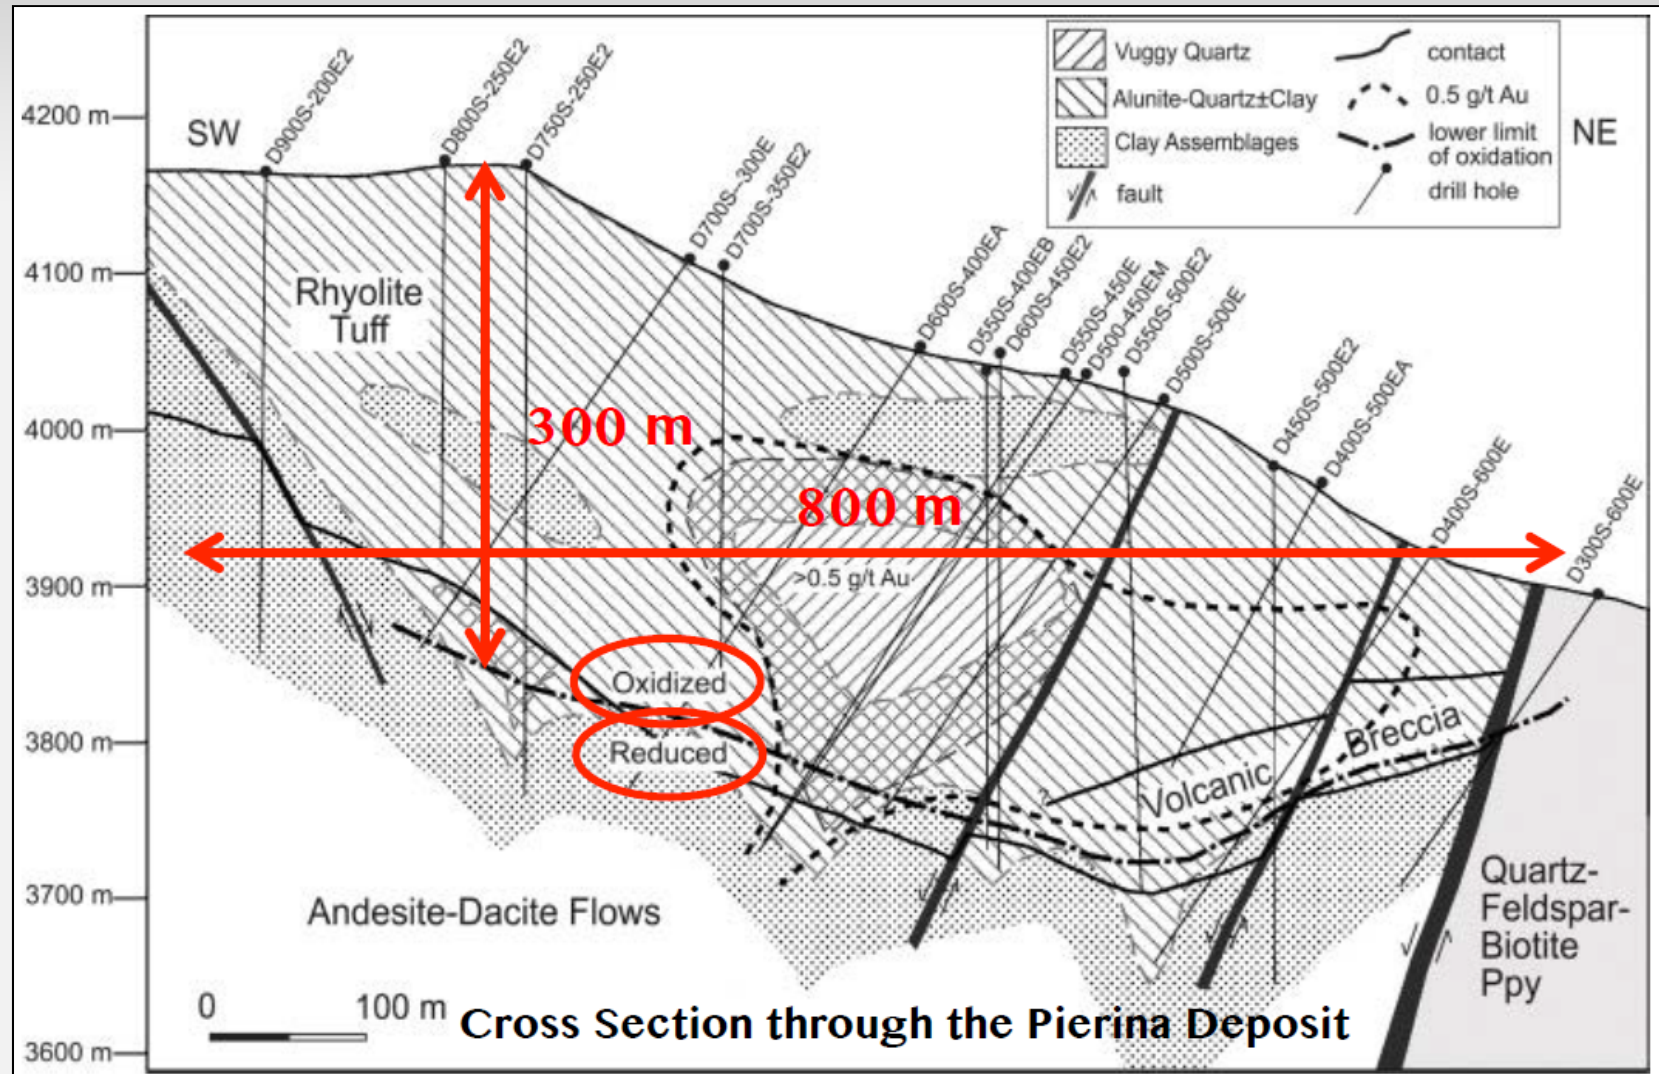 4200 m
4100 m
4000 m
3900 m
3800 m
3700 m
3600 m
SW
NE
D900S-200E2
D800S-250E2
D750S-250E2
D700S--300E
D700S-350E2
D600S-400EA
D550S-400EB
D600S-450E2
D550S-450E
D500-450EM
D550S-500E2
D500S-500E
D450S-500E2
D400S-500EA
D400S-600E
D300S-600E
Vuggy Quartz
Alunite-Quartz±Clay
Clay Assemblages
fault
contact
0.5 g/t Au
lower limit
of oxidation
drill hole
Rhyolite
Tuff
300 m
800 m
>0.5 g/t Au
Oxidized
Reduced
?
Volcanic Breccia
Andesite-Dacite Flows
Quartz-
Feldspar-
Biotite
Ppy
0 100 m
Cross Section through the Pierina Deposit